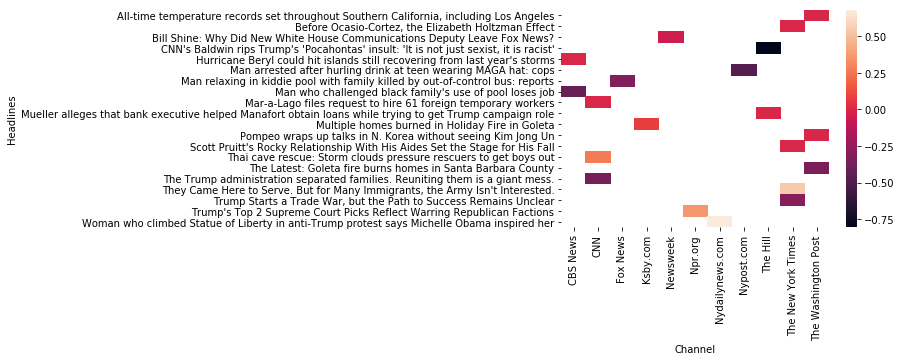 Headlines
All-time temperature records set throughout Southern California, including Los Angeles
Before Ocasio-Cortez, the Elizabeth Holtzman Effect
Bill Shine: Why Did New White House Communications Deputy Leave Fox News?
CNN's Baldwin rips Trump's 'Pocahontas' insult: 'It is not just sexist, it is racist'
Hurricane Beryl could hit islands still recovering from last year's storms
Man arrested after hurling drink at teen wearing MAGA hat: cops
Man relaxing in kiddie pool with family killed by out-of-control bus: reports
Man who challenged black family's use of pool loses job
Mar-a-Lago files request to hire 61 foreign temporary workers
Mueller alleges that bank executive helped Manafort obtain loans while trying to get Trump campaign role
Multiple homes burned in Holiday Fire in Goleta
Pompeo wraps up talks in N. Korea without seeing Kim Jong Un
Scott Pruitt's Rocky Relationship With His Aides Set the Stage for His Fall
Thai cave rescue: Storm clouds pressure rescuers to get boys out
The Latest: Goleta fire burns homes in Santa Barbara County
The Trump administration separated families. Reuniting them is a giant mess.
They Came Here to Serve. But for Many Immigrants, the Army Isn't Interested.
Trump Starts a Trade War, but the Path to Success Remains Unclear
Trump's Top 2 Supreme Court Picks Reflect Warring Republican Factions
Woman who climbed Statue of Liberty in anti-Trump protest says Michelle Obama inspired her
CBS News
CNN
Fox News
Ksby.com
Newsweek
Npr.org
Nydailynews.com
Nypost.com
The Hill
The New York Times
The Washington Post
Channel
0.50
0.25
0.00
−0.25
−0.50
−0.75